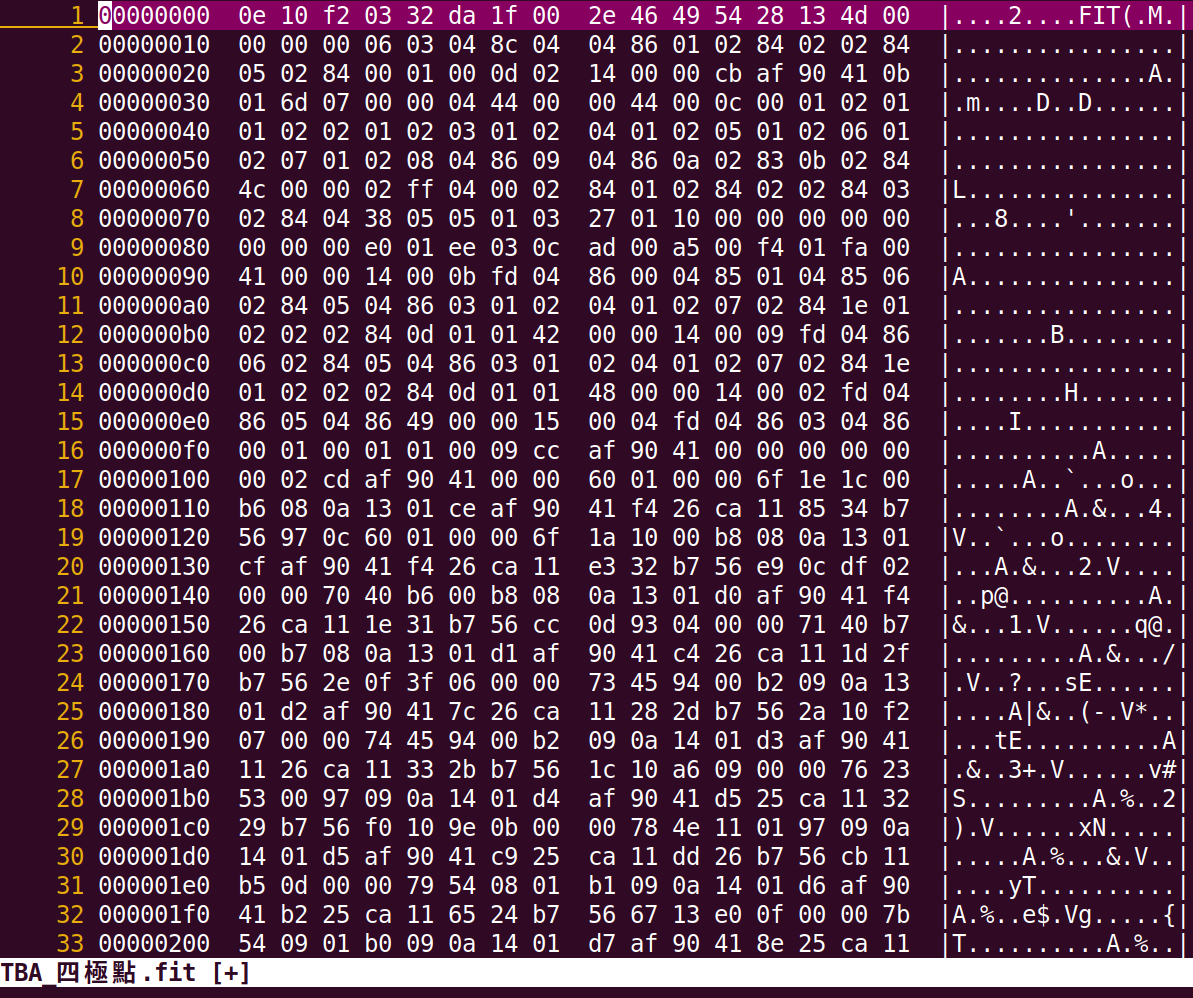 1 00000000 0e 10 f2 03 32 da 1f 00 2e 46 49 54 28 13 4d 00 |....2....FIT(.M.|
2 00000010 00 00 00 06 03 04 8c 04 04 86 01 02 84 02 02 84 |................|
3 00000020 05 02 84 00 01 00 0d 02 14 00 00 cb af 90 41 0b |..............A.|
4 00000030 01 6d 07 00 00 04 44 00 00 44 00 0c 00 01 02 01 |.m....D..D......|
5 00000040 01 02 02 01 02 03 01 02 04 01 02 05 01 02 06 01 |................|
6 00000050 02 07 01 02 08 04 86 09 04 86 0a 02 83 0b 02 84 |................|
7 00000060 4c 00 00 02 ff 04 00 02 84 01 02 84 02 02 84 03 |L...............|
8 00000070 02 84 04 38 05 05 01 03 27 01 10 00 00 00 00 00 |...8....'.......|
9 00000080 00 00 00 e0 01 ee 03 0c ad 00 a5 00 f4 01 fa 00 |................|
10 00000090 41 00 00 14 00 0b fd 04 86 00 04 85 01 04 85 06 |A...............|
11 000000a0 02 84 05 04 86 03 01 02 04 01 02 07 02 84 1e 01 |................|
12 000000b0 02 02 02 84 0d 01 01 42 00 00 14 00 09 fd 04 86 |.......B........|
13 000000c0 06 02 84 05 04 86 03 01 02 04 01 02 07 02 84 1e |................|
14 000000d0 01 02 02 02 84 0d 01 01 48 00 00 14 00 02 fd 04 |........H.......|
15 000000e0 86 05 04 86 49 00 00 15 00 04 fd 04 86 03 04 86 |....I...........|
16 000000f0 00 01 00 01 01 00 09 cc af 90 41 00 00 00 00 00 |..........A.....|
17 00000100 00 02 cd af 90 41 00 00 60 01 00 00 6f 1e 1c 00 |.....A..`...o...|
18 00000110 b6 08 0a 13 01 ce af 90 41 f4 26 ca 11 85 34 b7 |........A.&...4.|
19 00000120 56 97 0c 60 01 00 00 6f 1a 10 00 b8 08 0a 13 01 |V..`...o........|
20 00000130 cf af 90 41 f4 26 ca 11 e3 32 b7 56 e9 0c df 02 |...A.&...2.V....|
21 00000140 00 00 70 40 b6 00 b8 08 0a 13 01 d0 af 90 41 f4 |..p@..........A.|
22 00000150 26 ca 11 1e 31 b7 56 cc 0d 93 04 00 00 71 40 b7 |&...1.V......q@.|
23 00000160 00 b7 08 0a 13 01 d1 af 90 41 c4 26 ca 11 1d 2f |.........A.&.../|
24 00000170 b7 56 2e 0f 3f 06 00 00 73 45 94 00 b2 09 0a 13 |.V..?...sE......|
25 00000180 01 d2 af 90 41 7c 26 ca 11 28 2d b7 56 2a 10 f2 |....A|&..(-.V*..|
26 00000190 07 00 00 74 45 94 00 b2 09 0a 14 01 d3 af 90 41 |...tE..........A|
27 000001a0 11 26 ca 11 33 2b b7 56 1c 10 a6 09 00 00 76 23 |.&..3+.V......v#|
28 000001b0 53 00 97 09 0a 14 01 d4 af 90 41 d5 25 ca 11 32 |S.........A.%..2|
29 000001c0 29 b7 56 f0 10 9e 0b 00 00 78 4e 11 01 97 09 0a |).V......xN.....|
30 000001d0 14 01 d5 af 90 41 c9 25 ca 11 dd 26 b7 56 cb 11 |.....A.%...&.V..|
31 000001e0 b5 0d 00 00 79 54 08 01 b1 09 0a 14 01 d6 af 90 |....yT..........|
32 000001f0 41 b2 25 ca 11 65 24 b7 56 67 13 e0 0f 00 00 7b |A.%..e$.Vg.....{|
33 00000200 54 09 01 b0 09 0a 14 01 d7 af 90 41 8e 25 ca 11 |T..........A.%..|
TBA_四極點.fit [+]